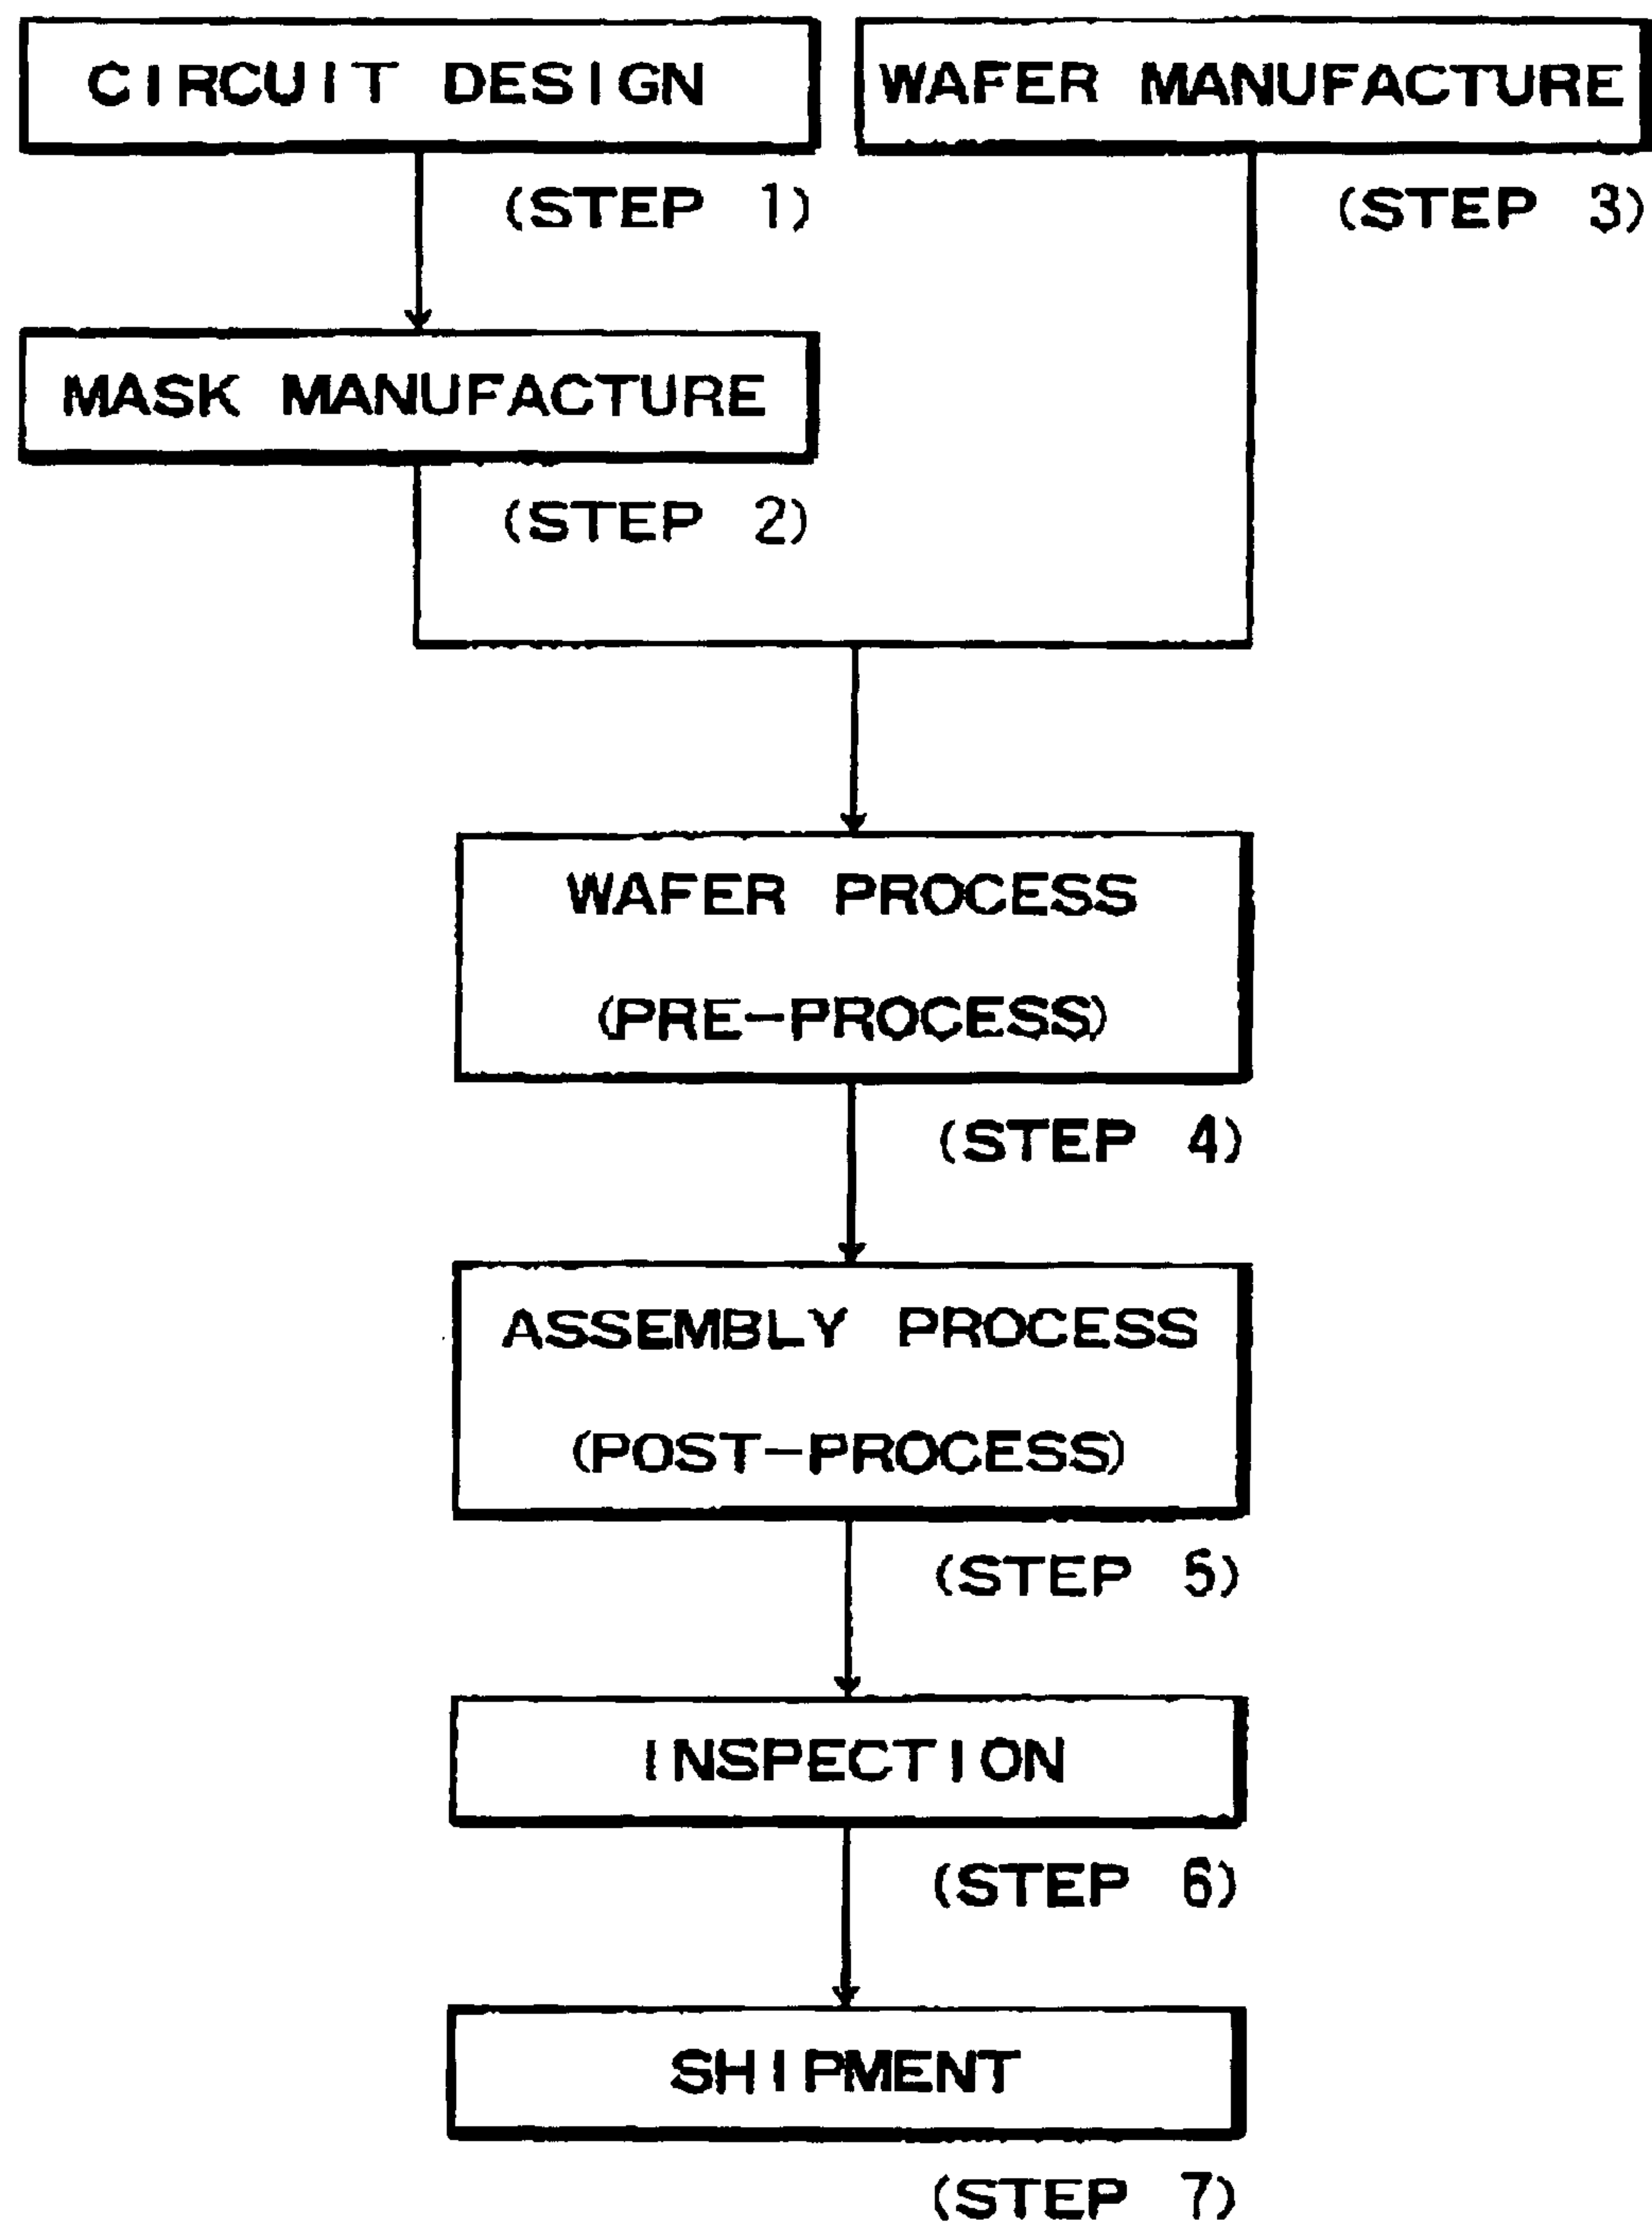 CIRCUIT DESIGN
(STEP 1)
WAFER MANUFACTURE
(STEP 3)
MASK MANUFACTURE
(STEP 2)
WAFER PROCESS
(PRE-PROCESS)
(STEP 4)
ASSEMBLY PROCESS
(POST-PROCESS)
(STEP 5)
INSPECTION
(STEP 6)
SHIPMENT
(STEP 7)